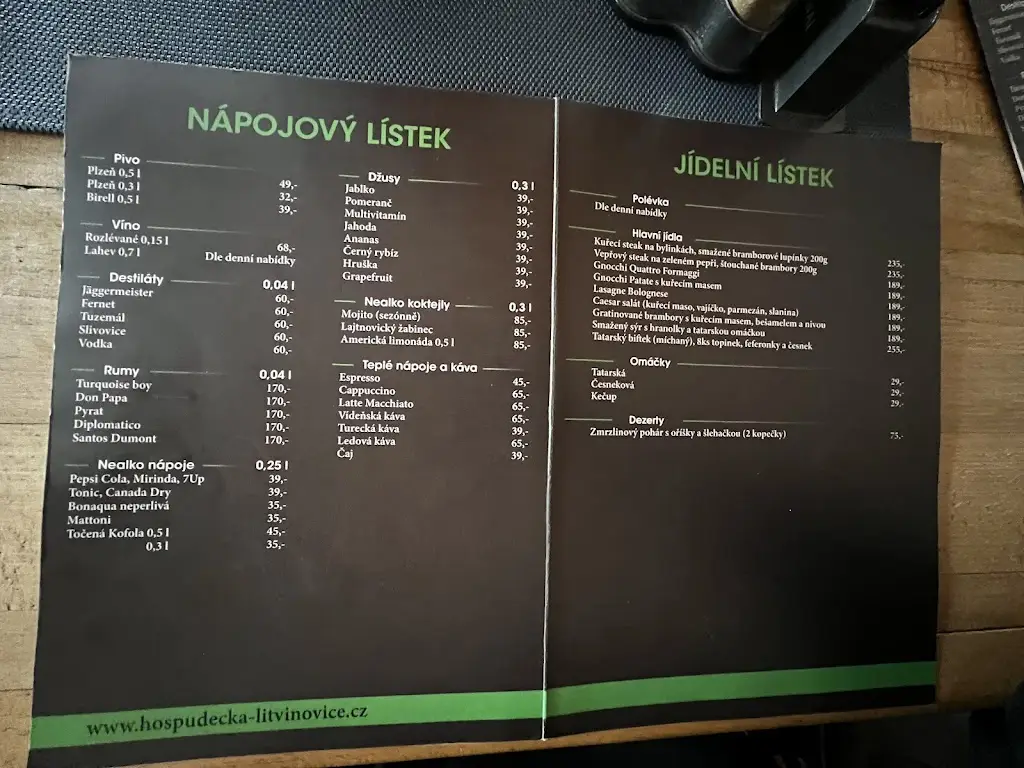 NÁPOJOVÝ LÍSTEK
Pivo
Plzeň 0,5 l 49,-
Plzeň 0,3 l 32,-
Birell 0,5 l 39,-
Víno
Rozlévané 0,15 l 68,-
Lahev 0,7 l Dle denní nabídky
Destiláty 0,04 l
Jäggermeister 60,-
Fernet 60,-
Tuzemál 60,-
Slivovice 60,-
Vodka 60,-
Rumy 0,04 l
Turquoise boy 170,-
Don Papa 170,-
Pyrat 170,-
Diplomatico 170,-
Santos Dumont 170,-
Nealko nápoje 0,25 l
Pepsi Cola, Mirinda, 7Up 39,-
Tonic, Canada Dry 39,-
Bonaqua neperlivá 35,-
Mattoni 35,-
Točená Kofola 0,5 l 45,-
0,3 l 35,-
Džusy 0,3 l
Jablko 39,-
Pomeranč 39,-
Multivitamín 39,-
Jahoda 39,-
Ananas 39,-
Černý rybíz 39,-
Hruška 39,-
Grapefruit 39,-
Nealko koktejly 0,3 l
Mojito (sezónně) 85,-
Lajtnovický žabinec 85,-
Americká limonáda 0,5 l 85,-
Teplé nápoje a káva
Espresso 45,-
Cappuccino 65,-
Latte Macchiato 65,-
Vídeňská káva 65,-
Turecká káva 39,-
Ledová káva 65,-
Čaj 39,-
www.hospudecka-litvinovice.cz
JÍDELNÍ LÍSTEK
Polévka
Dle denní nabídky
Hlavní jídla
Kuřecí steak na bylinkách, smažené bramborové lupínky 200g 235,-
Vepřový steak na zeleném pepři, šťouchané brambory 200g 235,-
Gnocchi Quattro Formaggi 189,-
Gnocchi Patate s kuřecím masem 189,-
Lasagne Bolognese 189,-
Caesar salát (kuřecí maso, vajíčko, parmezán, slanina) 189,-
Gratinované brambory s kuřecím masem, bešamelem a nivou 189,-
Smažený sýr s hranolky a tatarskou omáčkou
Tatarský biftek (míchaný), 8ks topinek, feferonky a česnek 255,-
Omáčky
Tatarská 29,-
Česneková 29,-
Kečup 29,-
Dezerty
Zmrzlinový pohár s oříšky a šlehačkou (2 kopečky) 75,-